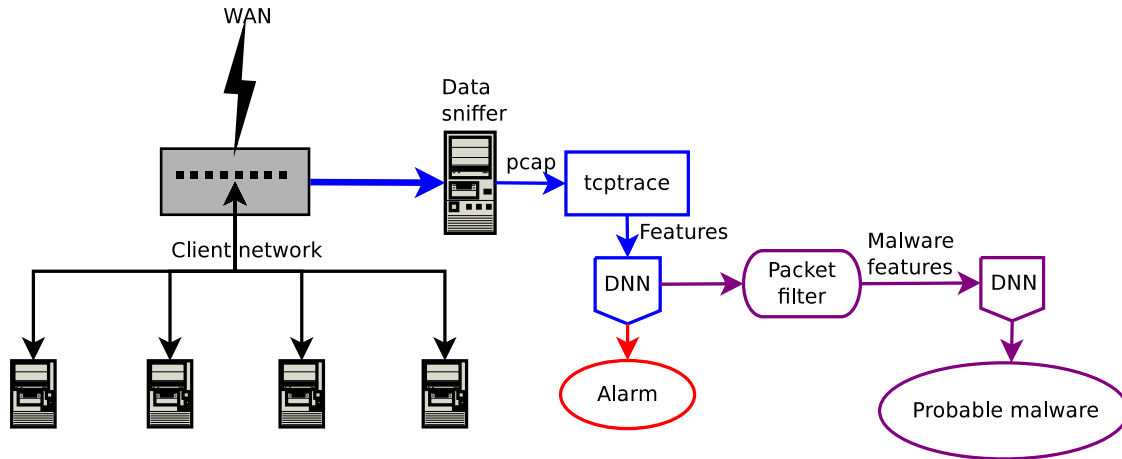 WAN
Data
sniffer
pcap
tcptrace
Client network
Features
Malware
features
DNN
Packet
filter
DNN
Alarm
Probable malware